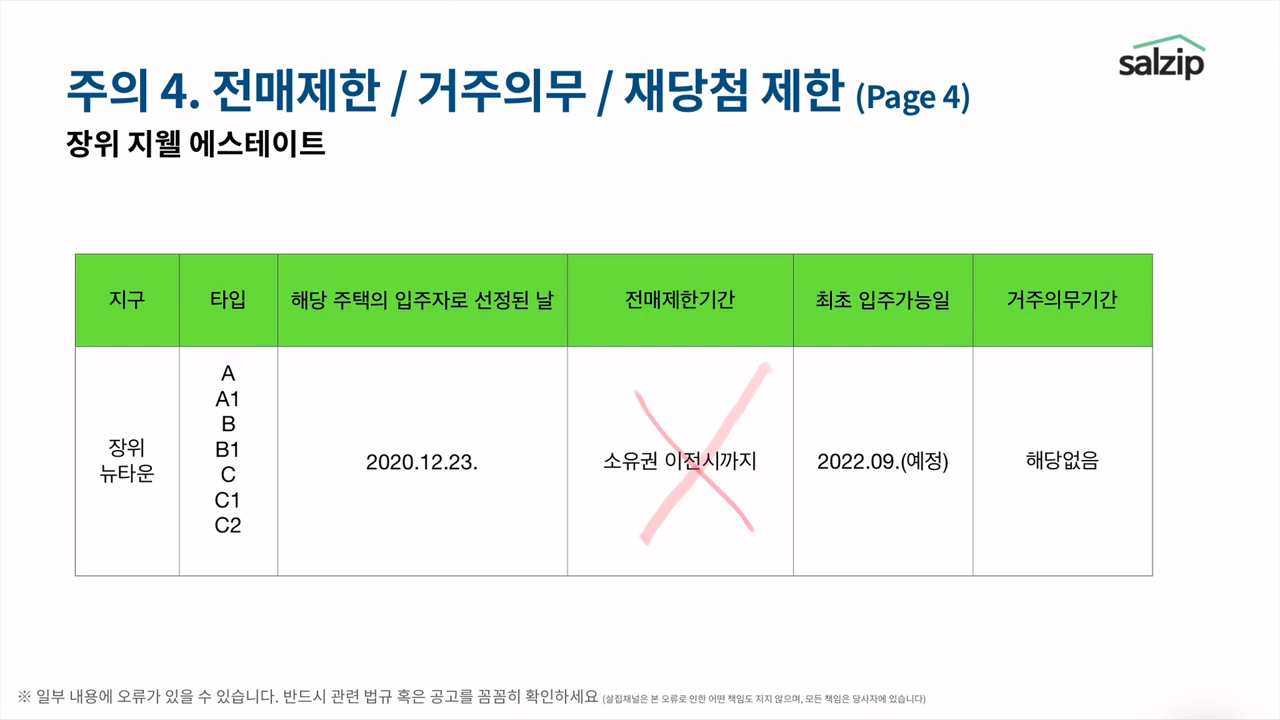 salzip
주의 4. 전매제한 / 거주의무 / 재당첨 제한 (Page 4)
장위 지웰 에스테이트
지구 타입 해당 주택의 입주자로 선정된 날 전매제한기간 최초 입주가능일 거주의무기간
장위
뉴타운
A
A1
B
B1
C
C1
C2
2020.12.23.
소유권 이전시까지
2022.09.(예정)
해당없음
※ 일부 내용에 오류가 있을 수 있습니다. 반드시 관련 법규 혹은 공고를 꼼꼼히 확인하세요 (살집채널은 본 오류로 인한 어떤 책임도 지지 않으며, 모든 책임은 당사자에 있습니다)